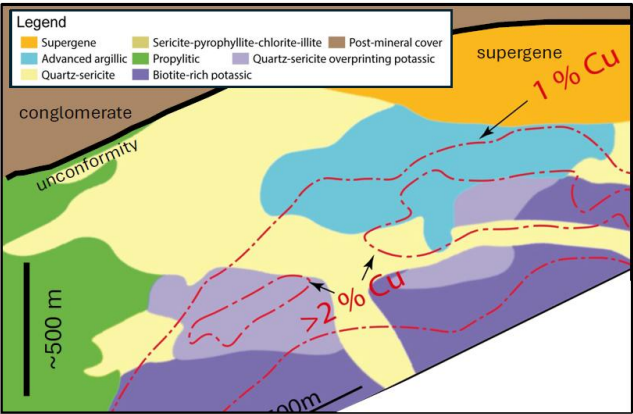 Legend
Supergene
Sericite-pyrophyllite-chlorite-illite
Post-mineral cover
Advanced argillic
Propylitic
Quartz-sericite overprinting potassic
Quartz-sericite
Biotite-rich potassic
supergene
1 % Cu
conglomerate
unconformity
>2 % Cu
~500 m
00m